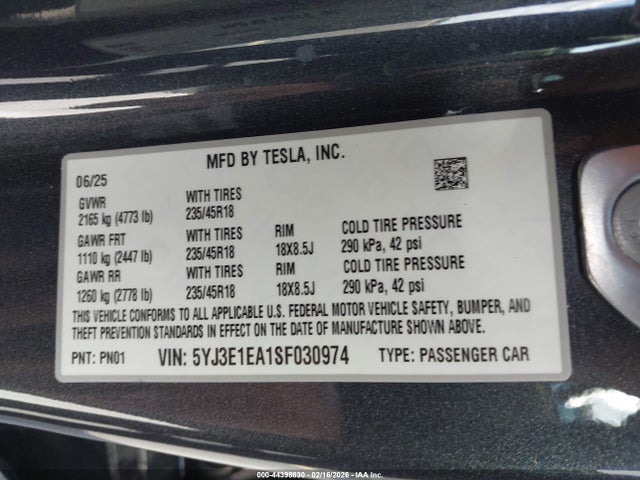 MFD BY TESLA, INC.
06/25
GVWR WITH TIRES
2165 kg (4773 lb) 235/45R18
GAWR FRT WITH TIRES RIM COLD TIRE PRESSURE
1110 kg (2447 lb) 235/45R18 18X8.5J 290 kPa, 42 psi
GAWR RR WITH TIRES RIM COLD TIRE PRESSURE
1260 kg (2778 lb) 235/45R18 18X8.5J 290 kPa, 42 psi
THIS VEHICLE CONFORMS TO ALL APPLICABLE U.S. FEDERAL MOTOR VEHICLE SAFETY, BUMPER, AND
THEFT PREVENTION STANDARDS IN EFFECT ON THE DATE OF MANUFACTURE SHOWN ABOVE.
PNT: PN01 VIN: 5YJ3E1EA1SF030974 TYPE: PASSENGER CAR
000-44398830 - 02/16/2026 - IAA Inc.